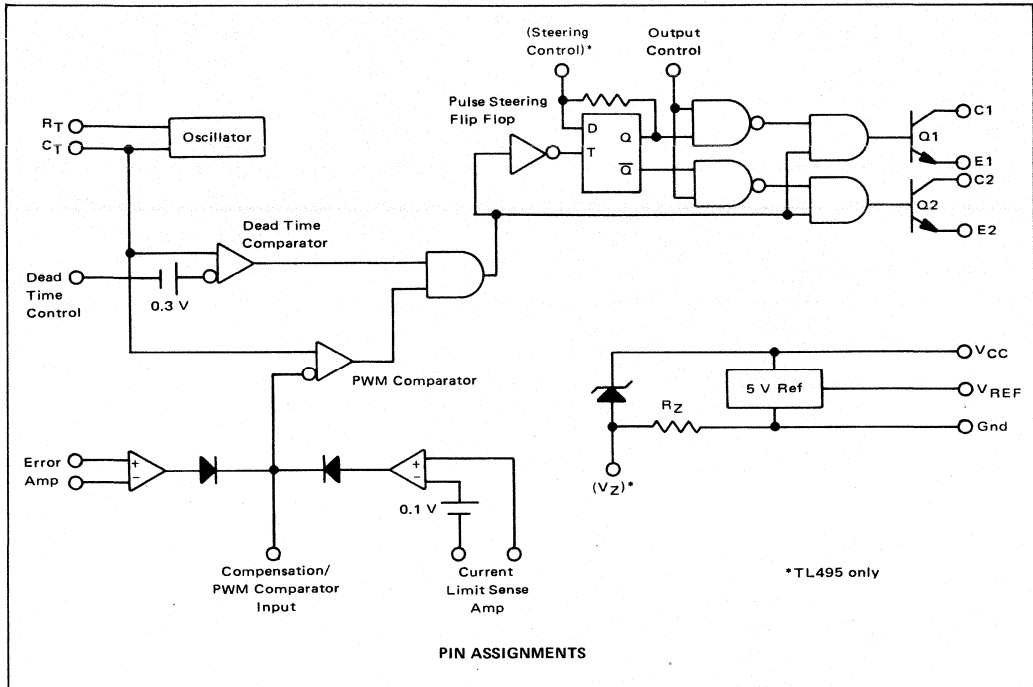 (Steering
Control)*
Output
Control
Pulse Steering
Flip Flop
RT
CT
Oscillator
D
Q
T
Q
C1
Q1
E1
C2
Q2
E2
Dead Time
Comparator
Dead
Time
Control
0.3 V
PWM Comparator
VCC
5 V Ref
VREF
RZ
Gnd
(VZ)*
Error
Amp
+
-
+
-
0.1 V
Compensation/
PWM Comparator
Input
Current
Limit Sense
Amp
*TL495 only
PIN ASSIGNMENTS